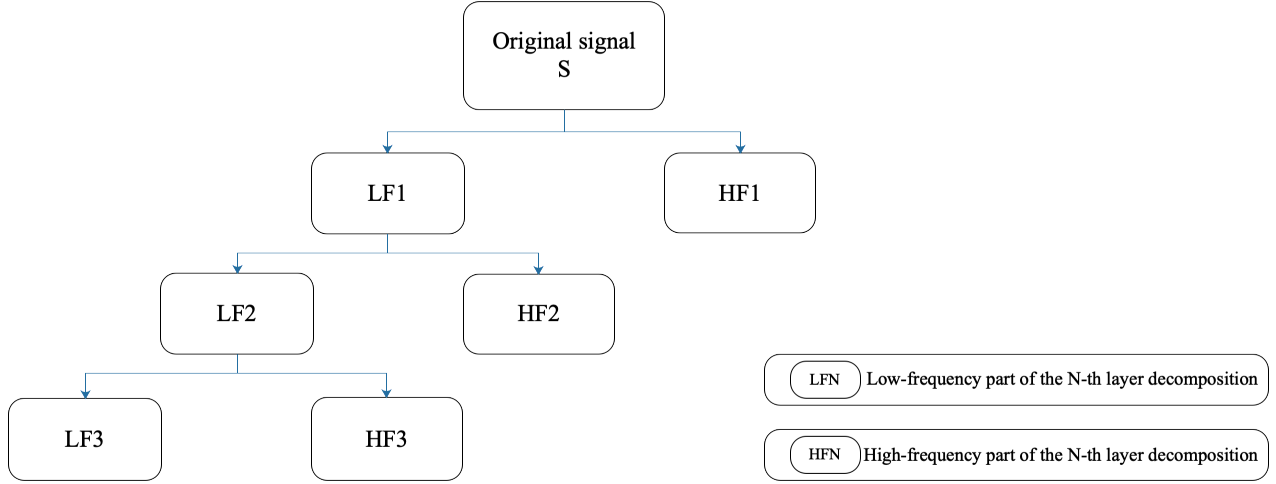 Original signal
S
LF1
HF1
LF2
HF2
LF3
HF3
LFN Low-frequency part of the N-th layer decomposition
HFN High-frequency part of the N-th layer decomposition